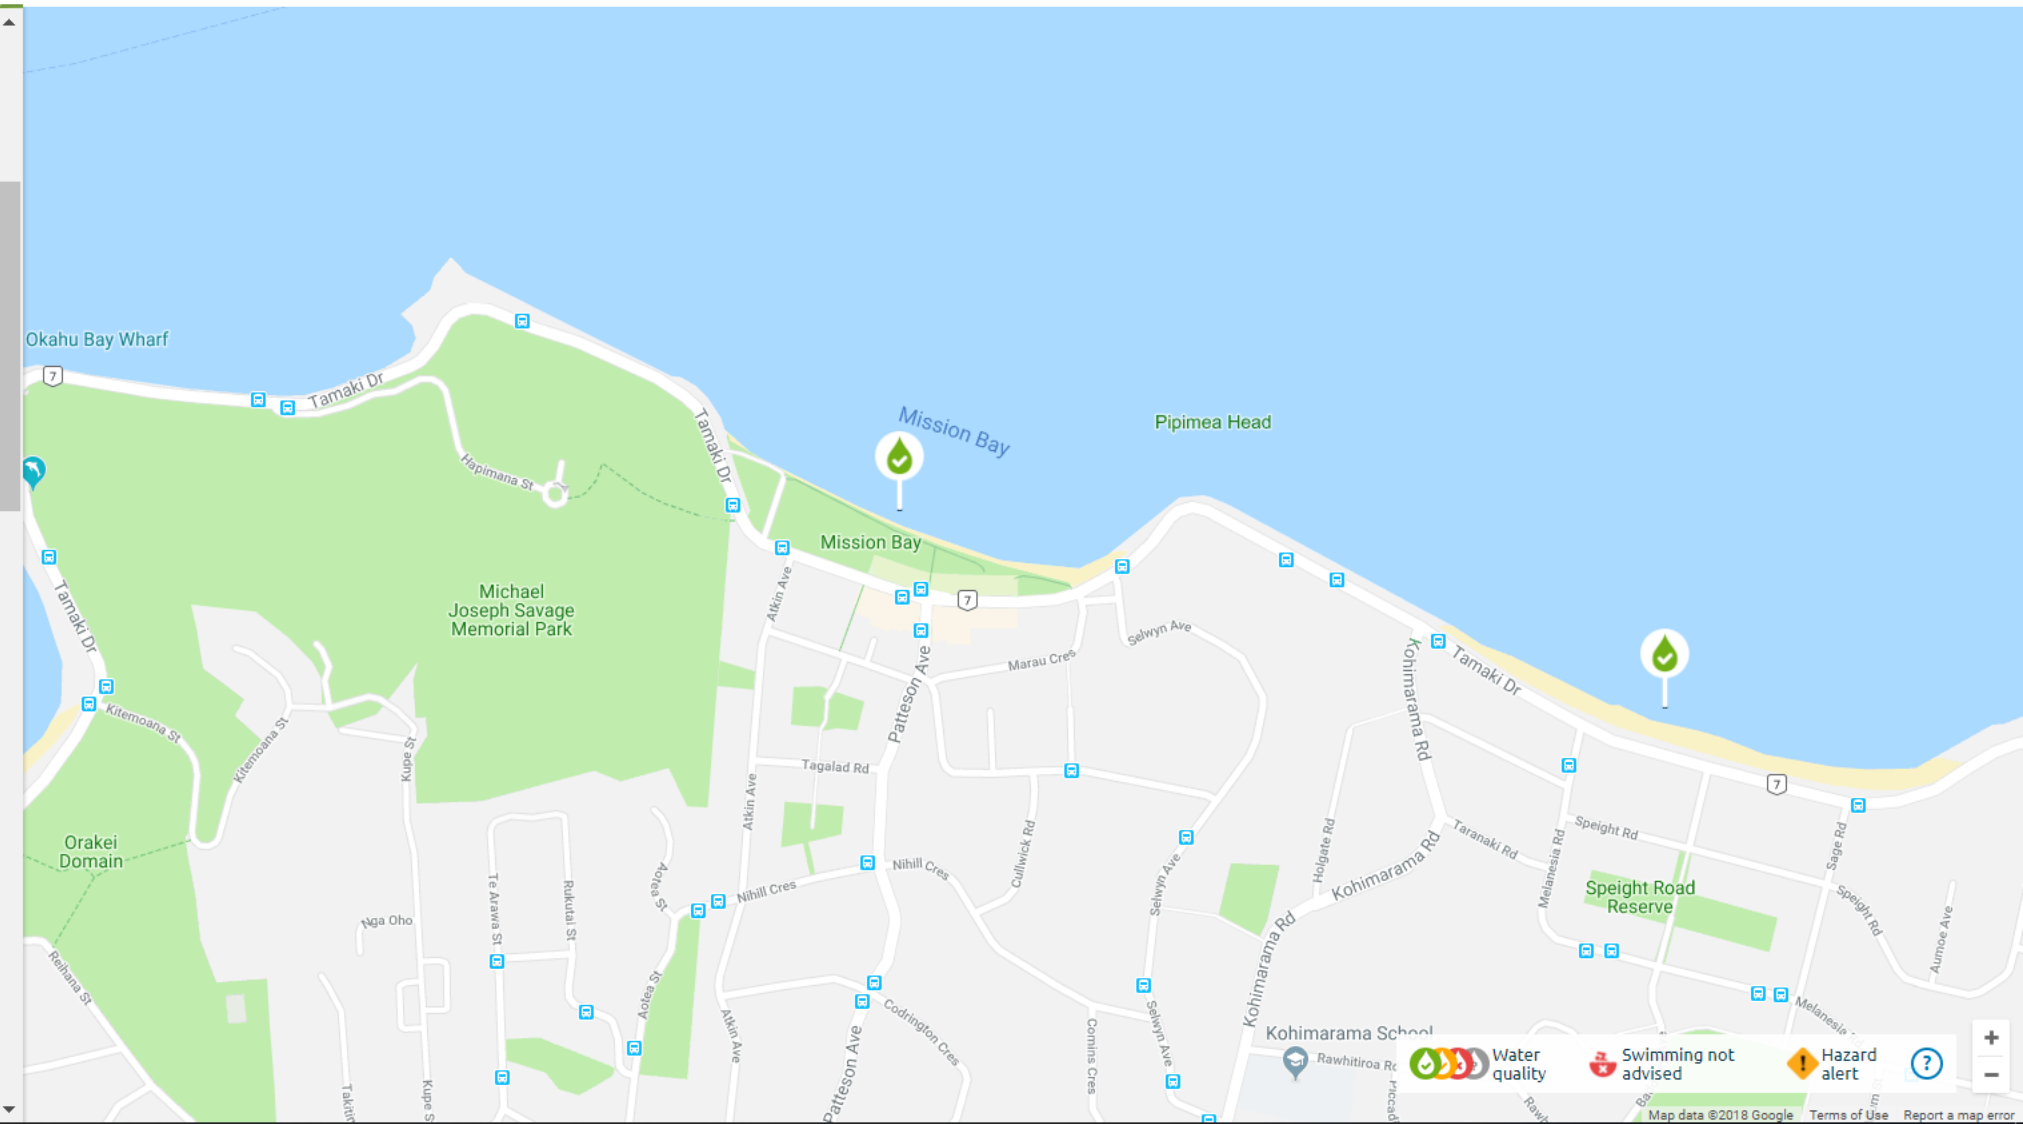 Okahu Bay Wharf
7
Tamaki Dr
Hapimana St
Tamaki Dr
Mission Bay
Pipimea Head
Mission Bay
7
Michael
Joseph Savage
Memorial Park
Tamaki Dr
Atkin Ave
Selwyn Ave
Marau Cres
Patteson Ave
Kohimarama Rd
Tamaki Dr
Kitemoana St
Kitemoana St
Kupe St
Tagalad Rd
Atkin Ave
7
Orakei
Domain
Te Arawa St
Rukutai St
Aotea St
Nihill Cres
Nihill Cres
Cullwick Rd
Selwyn Ave
Holgate Rd
Kohimarama Rd
Taranaki Rd
Melanesia Rd
Speight Rd
Sage Rd
Speight Road
Reserve
Speight Rd
Aumoe Ave
Nga Oho
Reihana St
Aotea St
Atkin Ave
Patteson Ave
Codrington Cres
Comins Cres
Selwyn Ave
Kohimarama Rd
Kohimarama School
Rawhitiroa Rd
Melanesia
Kupe S
Water
quality
Swimming not
advised
Hazard
alert
?
+
−
Map data ©2018 Google Terms of Use Report a map error